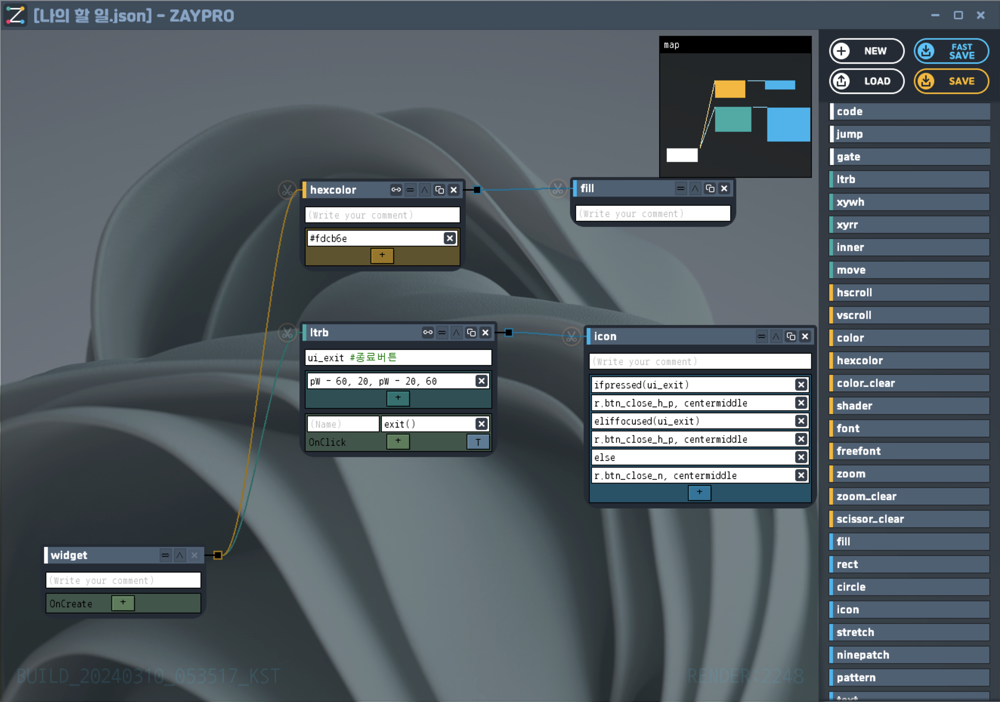 [나의 할 일.json] - ZAYPRO
map
NEW
FAST SAVE
LOAD
SAVE
code
jump
gate
ltrb
xywh
xyrr
inner
move
hscroll
vscroll
color
hexcolor
color_clear
shader
font
freefont
zoom
zoom_clear
scissor_clear
fill
rect
circle
icon
stretch
ninepatch
pattern
text
hexcolor
(Write your comment)
#fdcb6e
+
fill
(Write your comment)
ltrb
ui_exit #종료버튼
pW - 60, 20, pW - 20, 60
+
(Name) exit()
OnClick + T
icon
(Write your comment)
ifpressed(ui_exit)
r.btn_close_h_p, centermiddle
eliffocused(ui_exit)
r.btn_close_h_p, centermiddle
else
r.btn_close_n, centermiddle
+
widget
(Write your comment)
OnCreate +
BUILD_20240310_053517_KST
RENDER:2248